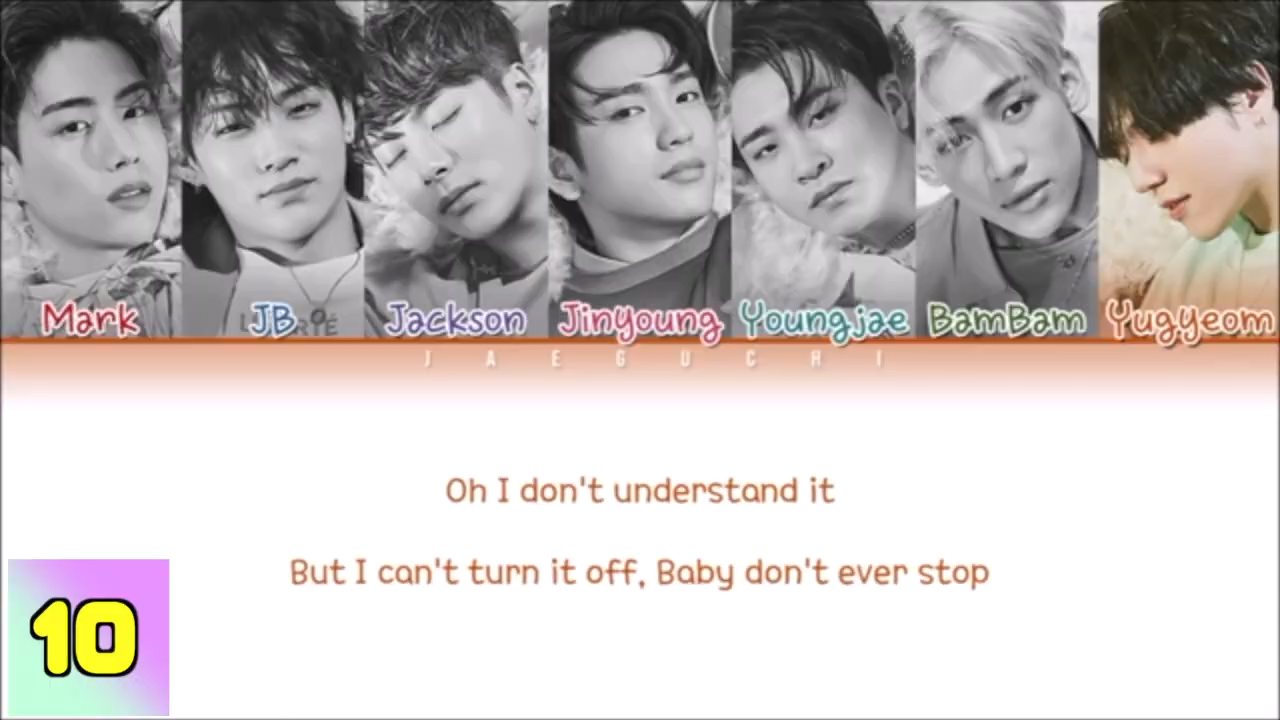 Mark JB Jackson Jinyoung Youngjae BamBam Yugyeom
JAEGUCHI
Oh I don't understand it
But I can't turn it off, Baby don't ever stop
10